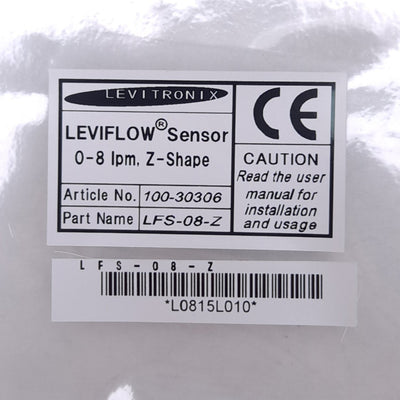 LEVITRONIX
LEVIFLOW® Sensor
0-8 lpm, Z-Shape
Article No. 100-30306
Part Name LFS-08-Z
CE
CAUTION
Read the user
manual for
installation
and usage
LFS-08-Z
*L0815L010*